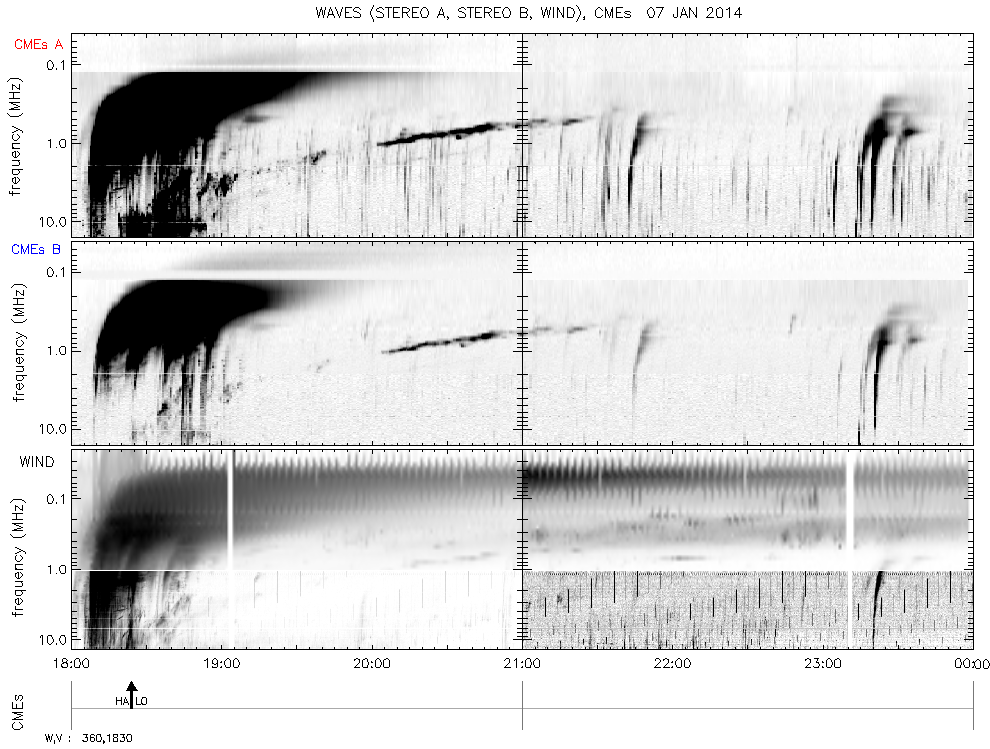 WAVES (STEREO A, STEREO B, WIND), CMEs 07 JAN 2014
CMEs A
0.1
1.0
10.0
frequency (MHz)
CMEs B
0.1
1.0
10.0
frequency (MHz)
WIND
0.1
1.0
10.0
frequency (MHz)
18:00 19:00 20:00 21:00 22:00 23:00 00:00
CMEs
HALO
W,V : 360,1830